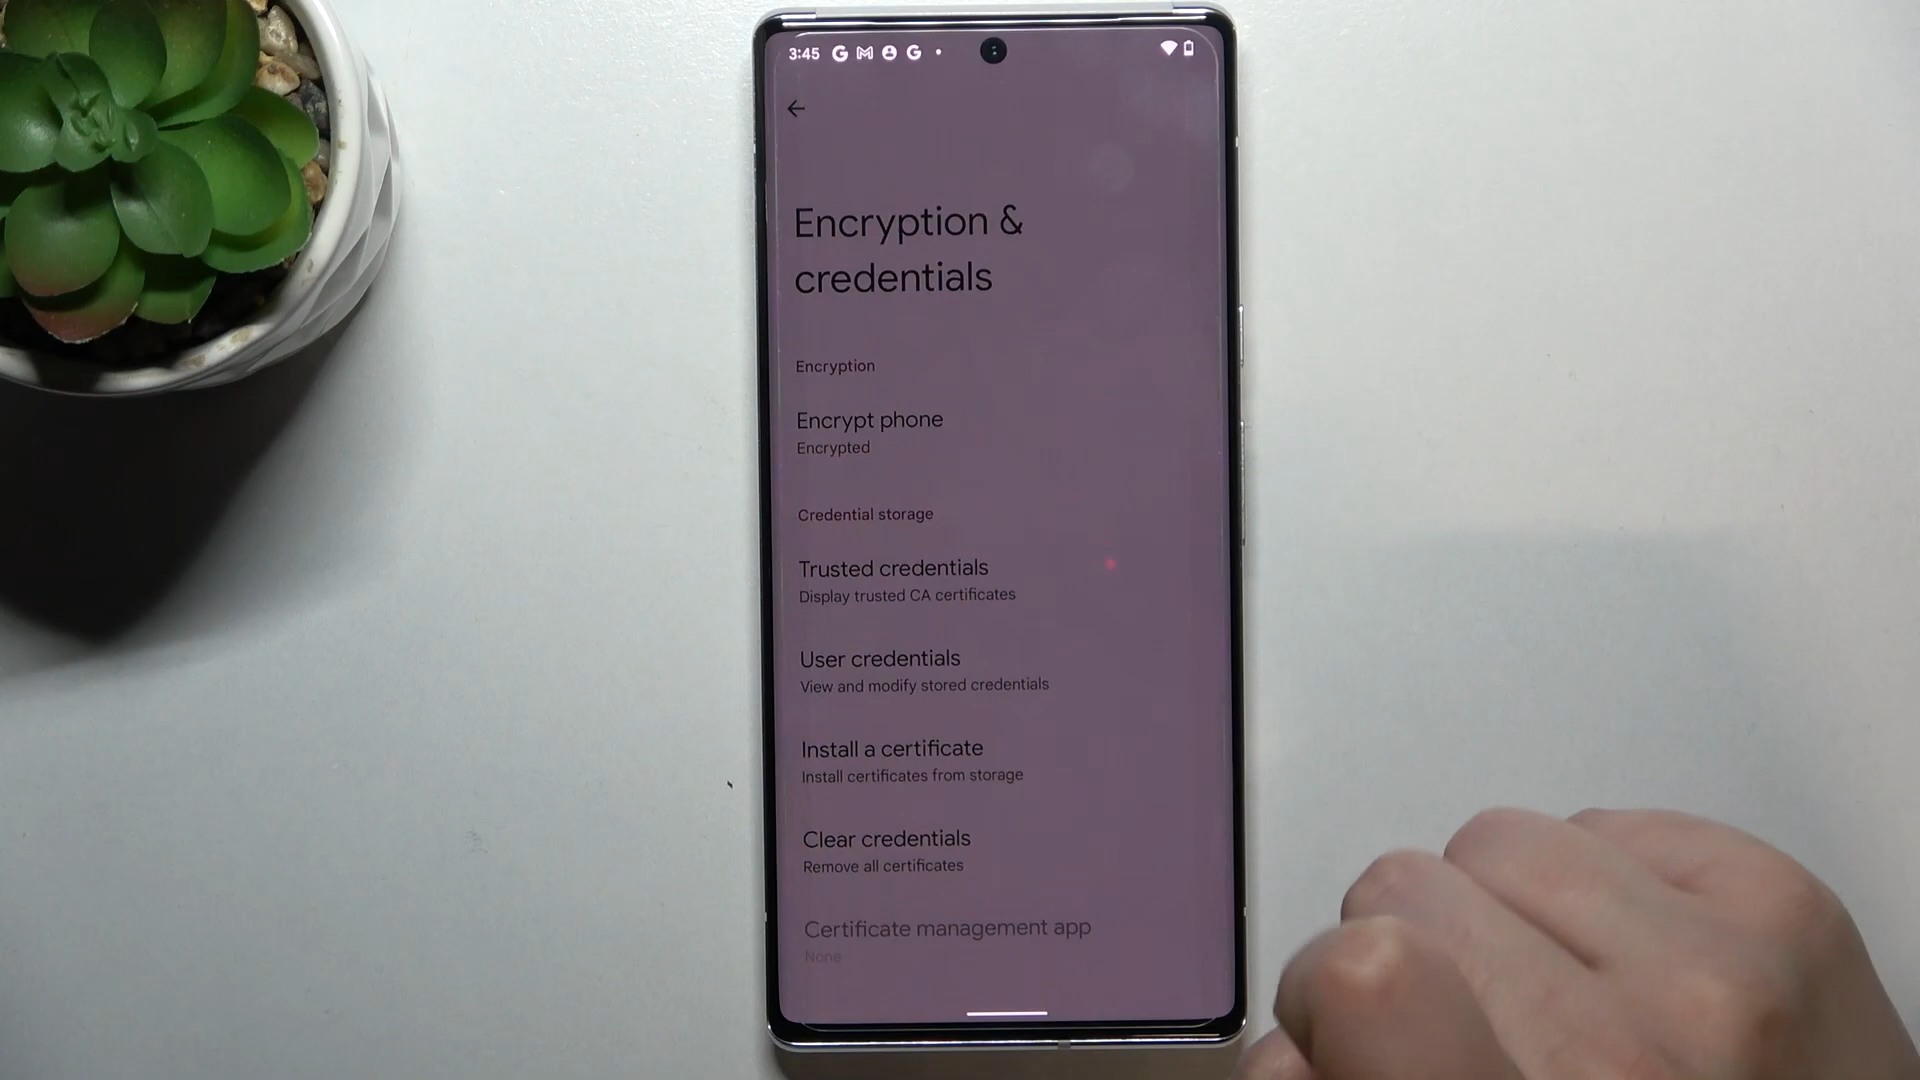 3:45
Encryption &
credentials
Encryption
Encrypt phone
Encrypted
Credential storage
Trusted credentials
Display trusted CA certificates
User credentials
View and modify stored credentials
Install a certificate
Install certificates from storage
Clear credentials
Remove all certificates
Certificate management app
None